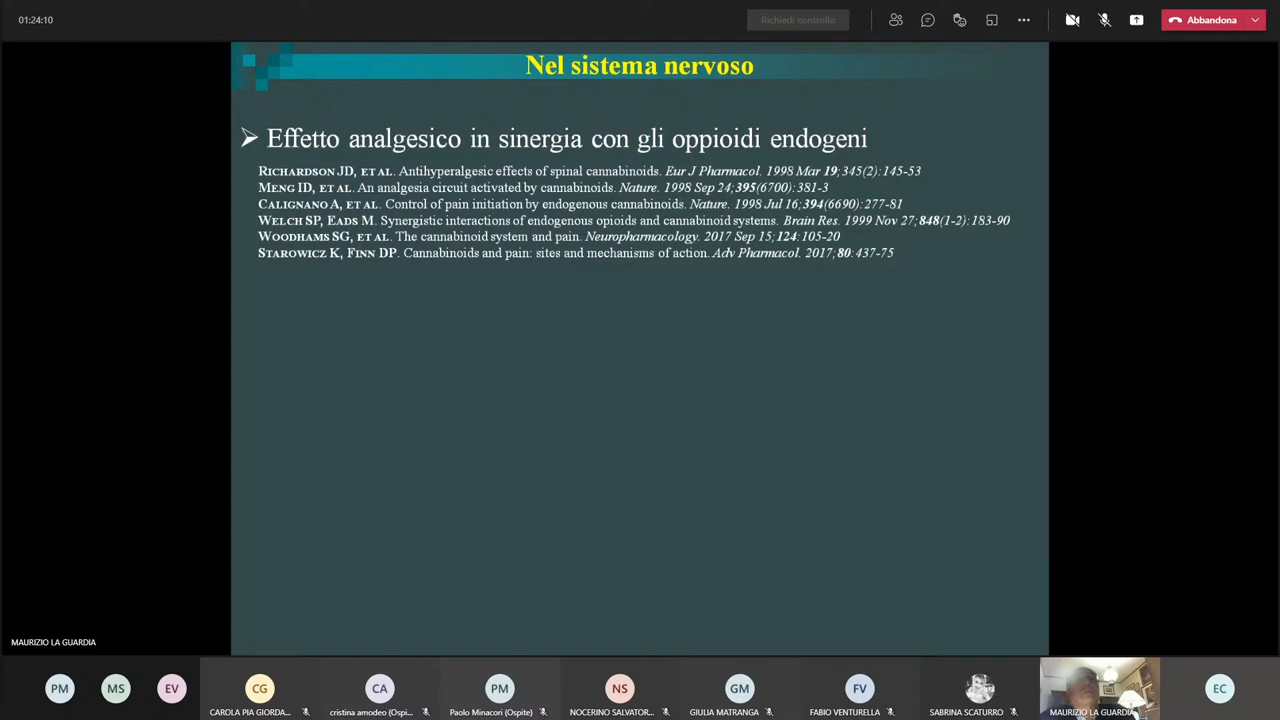 01:24:10
Richiedi controllo
Abbandona
Nel sistema nervoso
Effetto analgesico in sinergia con gli oppioidi endogeni
RICHARDSON JD, ET AL. Antihyperalgesic effects of spinal cannabinoids. Eur J Pharmacol. 1998 Mar 19;345(2):145-53
MENG ID, ET AL. An analgesia circuit activated by cannabinoids. Nature. 1998 Sep 24;395(6700):381-3
CALIGNANO A, ET AL. Control of pain initiation by endogenous cannabinoids. Nature. 1998 Jul 16;394(6690):277-81
WELCH SP, EADS M. Synergistic interactions of endogenous opioids and cannabinoid systems. Brain Res. 1999 Nov 27;848(1-2):183-90
WOODHAMS SG, ET AL. The cannabinoid system and pain. Neuropharmacology. 2017 Sep 15;124:105-20
STAROWICZ K, FINN DP. Cannabinoids and pain: sites and mechanisms of action. Adv Pharmacol. 2017;80:437-75
MAURIZIO LA GUARDIA
PM MS EV CG CA PM NS GM FV EC
CAROLA PIA GIORDA... cristina amodeo (Ospi... Paolo Minacori (Ospite) NOCERINO SALVATOR... GIULIA MATRANGA FABIO VENTURELLA SABRINA SCATURRO MAURIZIO LA GUARDIA